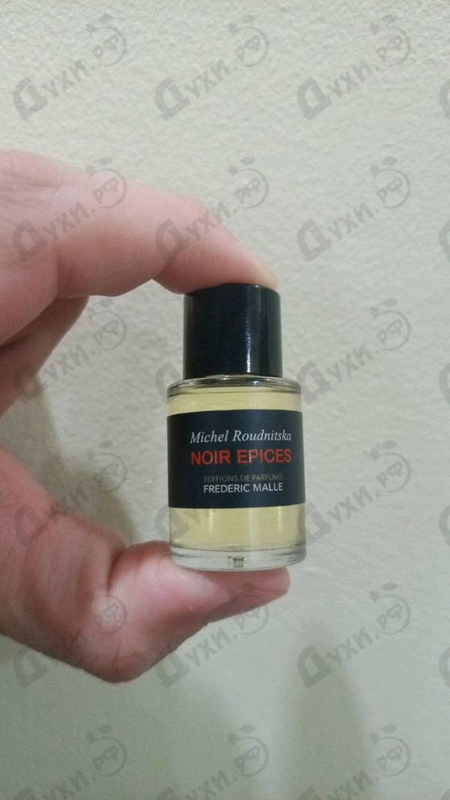 Michel Roudnitska
NOIR EPICES
EDITIONS DE PARFUMS
FREDERIC MALLE
Духи.рф